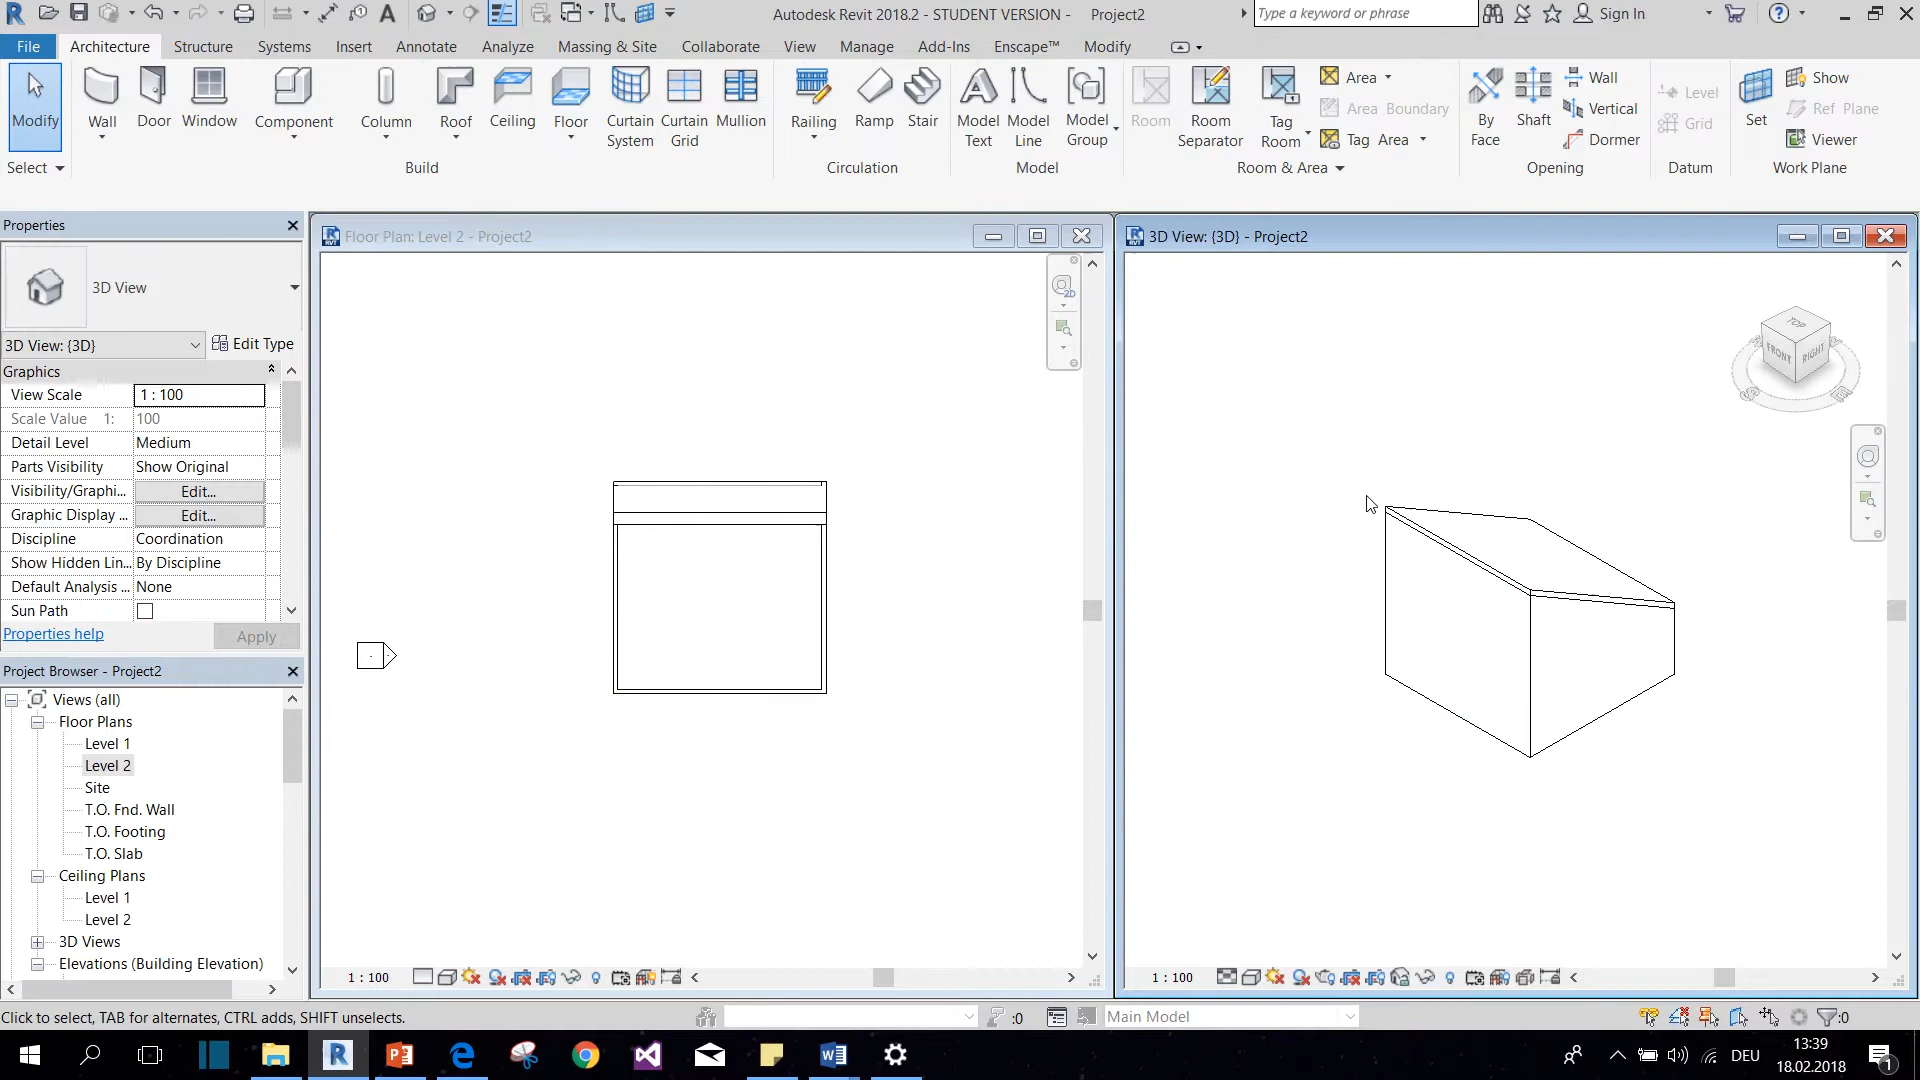 Autodesk Revit 2018.2 - STUDENT VERSION - Project2
Type a keyword or phrase
Sign In
File Architecture Structure Systems Insert Annotate Analyze Massing & Site Collaborate View Manage Add-Ins Enscape™ Modify
Modify
Wall
Door
Window
Component
Column
Roof
Ceiling
Floor
Curtain System
Curtain Grid
Mullion
Railing
Ramp
Stair
Model Text
Model Line
Model Group
Room
Room Separator
Tag Room
Area
Area Boundary
Tag Area
By Face
Shaft
Wall
Vertical
Dormer
Level
Grid
Set
Show
Ref Plane
Viewer
Select
Build
Circulation
Model
Room & Area
Opening
Datum
Work Plane
Properties
3D View
3D View: {3D}
Edit Type
Graphics
View Scale 1 : 100
Scale Value 1: 100
Detail Level Medium
Parts Visibility Show Original
Visibility/Graphi... Edit...
Graphic Display ... Edit...
Discipline Coordination
Show Hidden Lin... By Discipline
Default Analysis ... None
Sun Path
Properties help
Apply
Project Browser - Project2
Views (all)
Floor Plans
Level 1
Level 2
Site
T.O. Fnd. Wall
T.O. Footing
T.O. Slab
Ceiling Plans
Level 1
Level 2
3D Views
Elevations (Building Elevation)
Floor Plan: Level 2 - Project2
2D
1 : 100
3D View: {3D} - Project2
TOP
FRONT
RIGHT
S
E
1 : 100
Click to select, TAB for alternates, CTRL adds, SHIFT unselects.
:0
Main Model
:0
DEU
13:39
18.02.2018
1